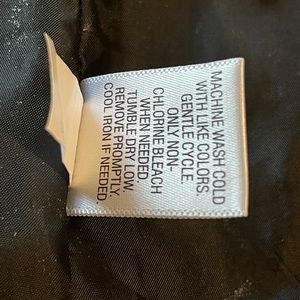 MACHINE WASH COLD
WITH LIKE COLORS.
GENTLE CYCLE.
ONLY NON-
CHLORINE BLEACH
WHEN NEEDED.
TUMBLE DRY LOW.
REMOVE PROMPTLY.
COOL IRON IF NEEDED.